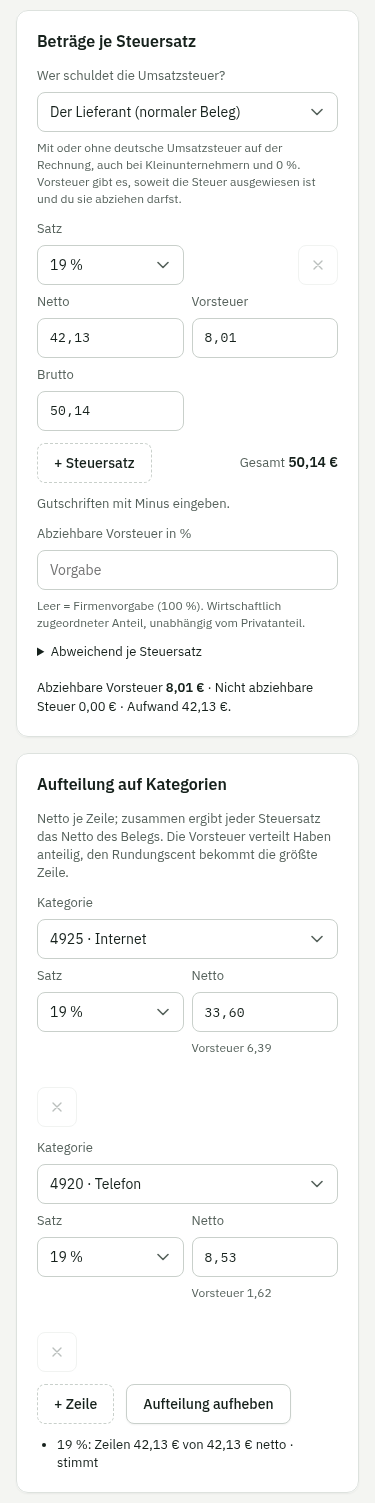 Beträge je Steuersatz
Wer schuldet die Umsatzsteuer?
Der Lieferant (normaler Beleg)
Mit oder ohne deutsche Umsatzsteuer auf der
Rechnung, auch bei Kleinunternehmern und 0 %.
Vorsteuer gibt es, soweit die Steuer ausgewiesen ist
und du sie abziehen darfst.
Satz
19 %
Netto Vorsteuer
42,13 8,01
Brutto
50,14
+ Steuersatz Gesamt 50,14 €
Gutschriften mit Minus eingeben.
Abziehbare Vorsteuer in %
Vorgabe
Leer = Firmenvorgabe (100 %). Wirtschaftlich
zugeordneter Anteil, unabhängig vom Privatanteil.
Abweichend je Steuersatz
Abziehbare Vorsteuer 8,01 € · Nicht abziehbare
Steuer 0,00 € · Aufwand 42,13 €.
Aufteilung auf Kategorien
Netto je Zeile; zusammen ergibt jeder Steuersatz
das Netto des Belegs. Die Vorsteuer verteilt Haben
anteilig, den Rundungscent bekommt die größte
Zeile.
Kategorie
4925 · Internet
Satz Netto
19 % 33,60
Vorsteuer 6,39
Kategorie
4920 · Telefon
Satz Netto
19 % 8,53
Vorsteuer 1,62
+ Zeile Aufteilung aufheben
• 19 %: Zeilen 42,13 € von 42,13 € netto ·
stimmt